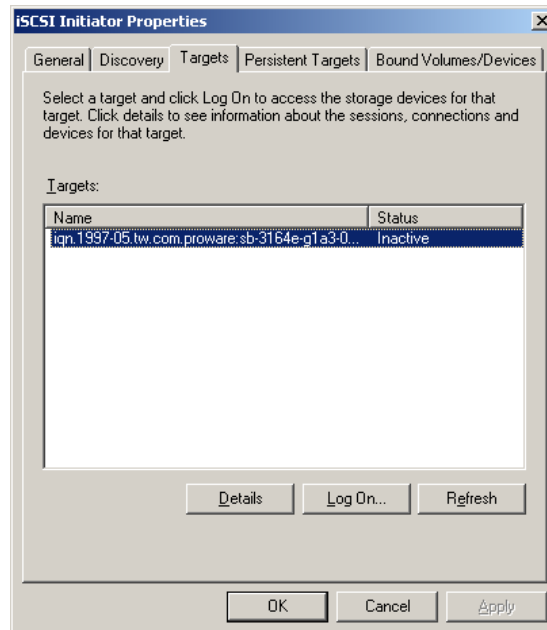 iSCSI Initiator Properties
General Discovery Targets Persistent Targets Bound Volumes/Devices
Select a target and click Log On to access the storage devices for that
target. Click details to see information about the sessions, connections and
devices for that target.
Targets:
Name Status
iqn.1997-05.tw.com.proware:sb-3164e-g1a3-0... Inactive
Details Log On... Refresh
OK Cancel Apply